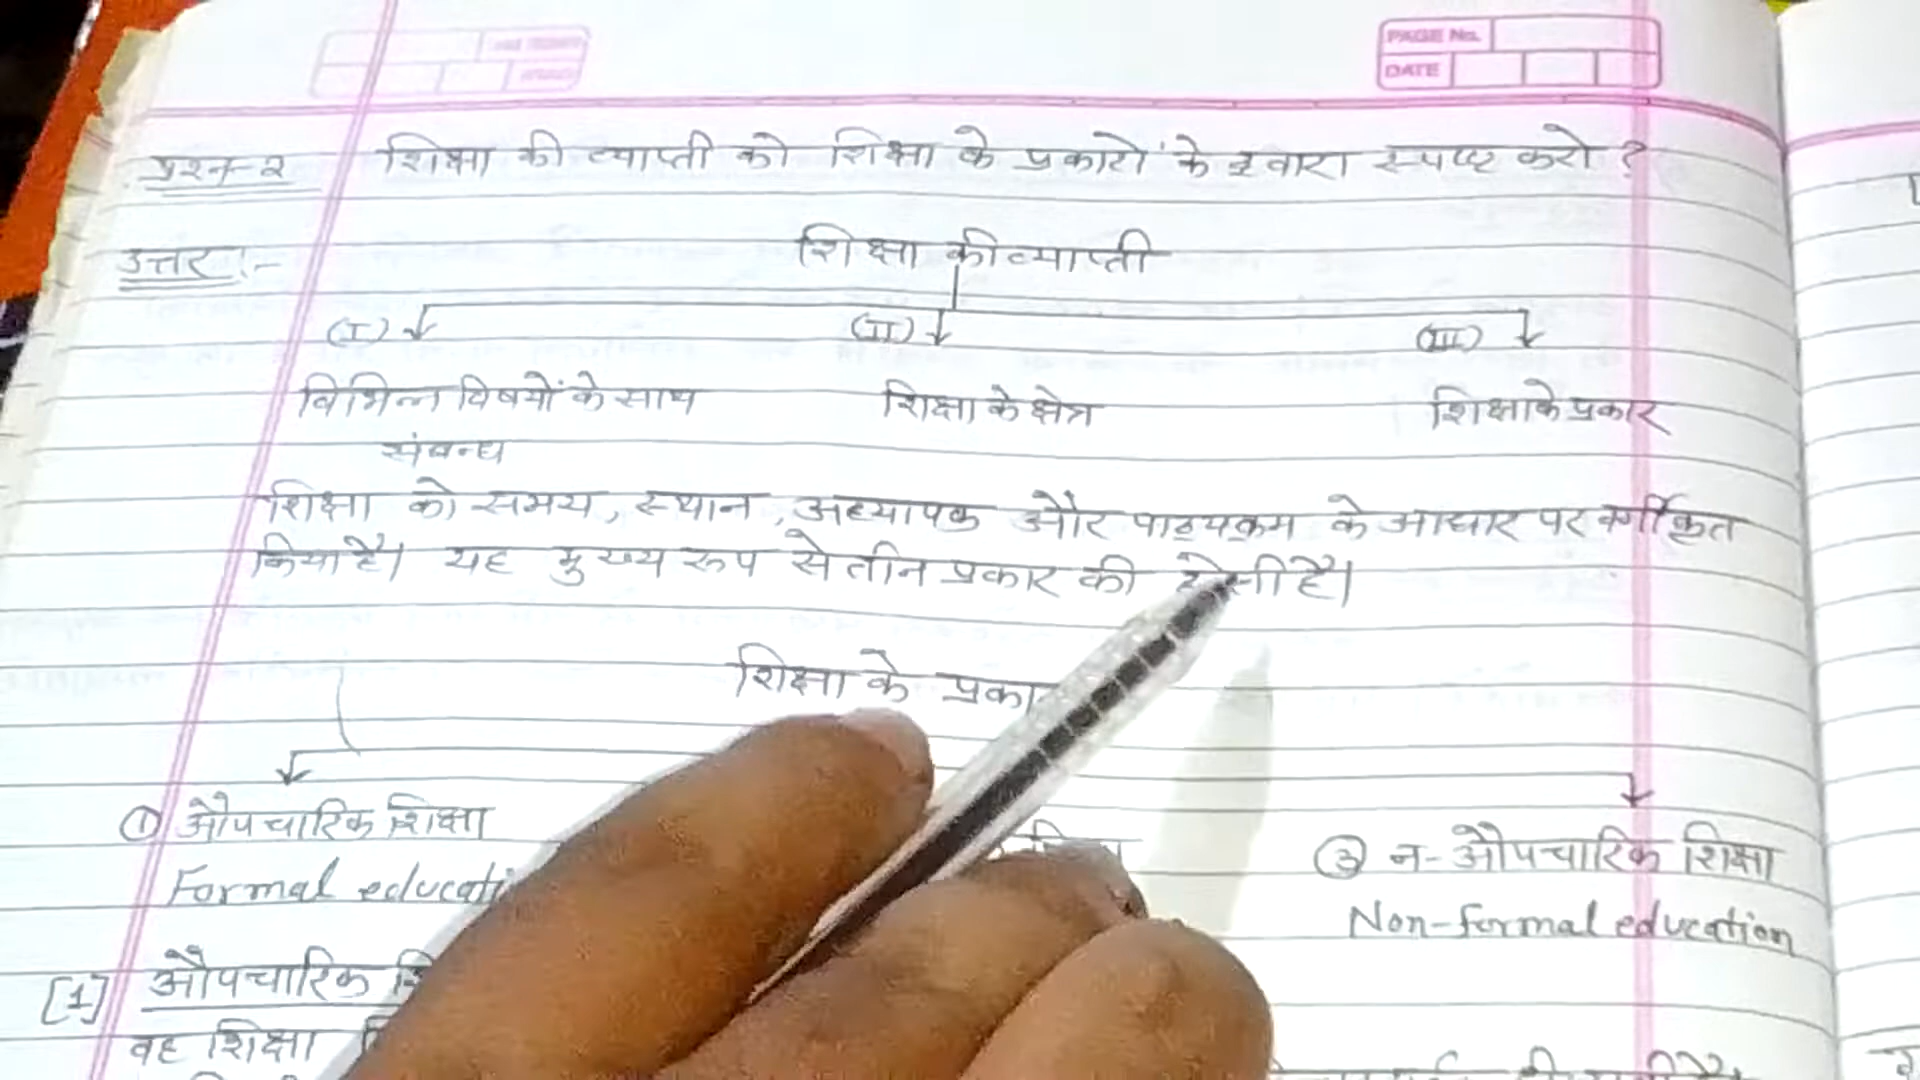 PAGE No.
DATE
प्रश्न-२ शिक्षा की व्याप्ती को शिक्षा के प्रकारों के द्वारा स्पष्ट करो ?
उत्तर :- शिक्षा की व्याप्ती
(I) (II) (III)
विभिन्न विषयों के साथ शिक्षा के क्षेत्र शिक्षा के प्रकार
संबन्ध
शिक्षा को समय, स्थान, अध्यापक और पाठ्यक्रम के आधार पर वर्गीकृत
किया है। यह मुख्य रूप से तीन प्रकार की होती है।
शिक्षा के
① औपचारिक शिक्षा ③ न-औपचारिक शिक्षा
Formal Non-formal education
[1] औपचारिक
वह शिक्षा